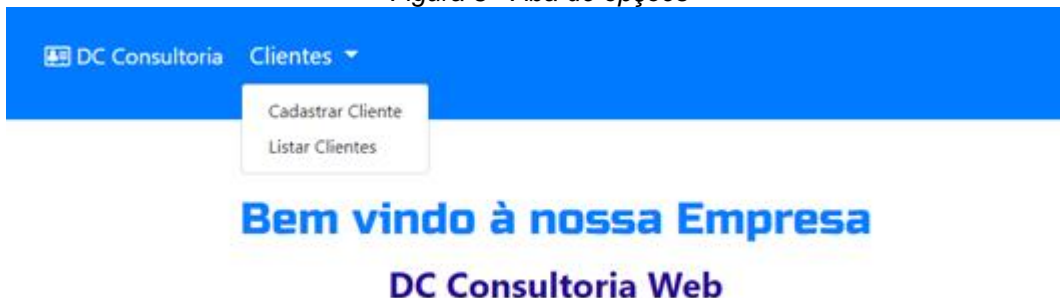 DC Consultoria Clientes
Cadastrar Cliente
Listar Clientes
Bem vindo à nossa Empresa
DC Consultoria Web